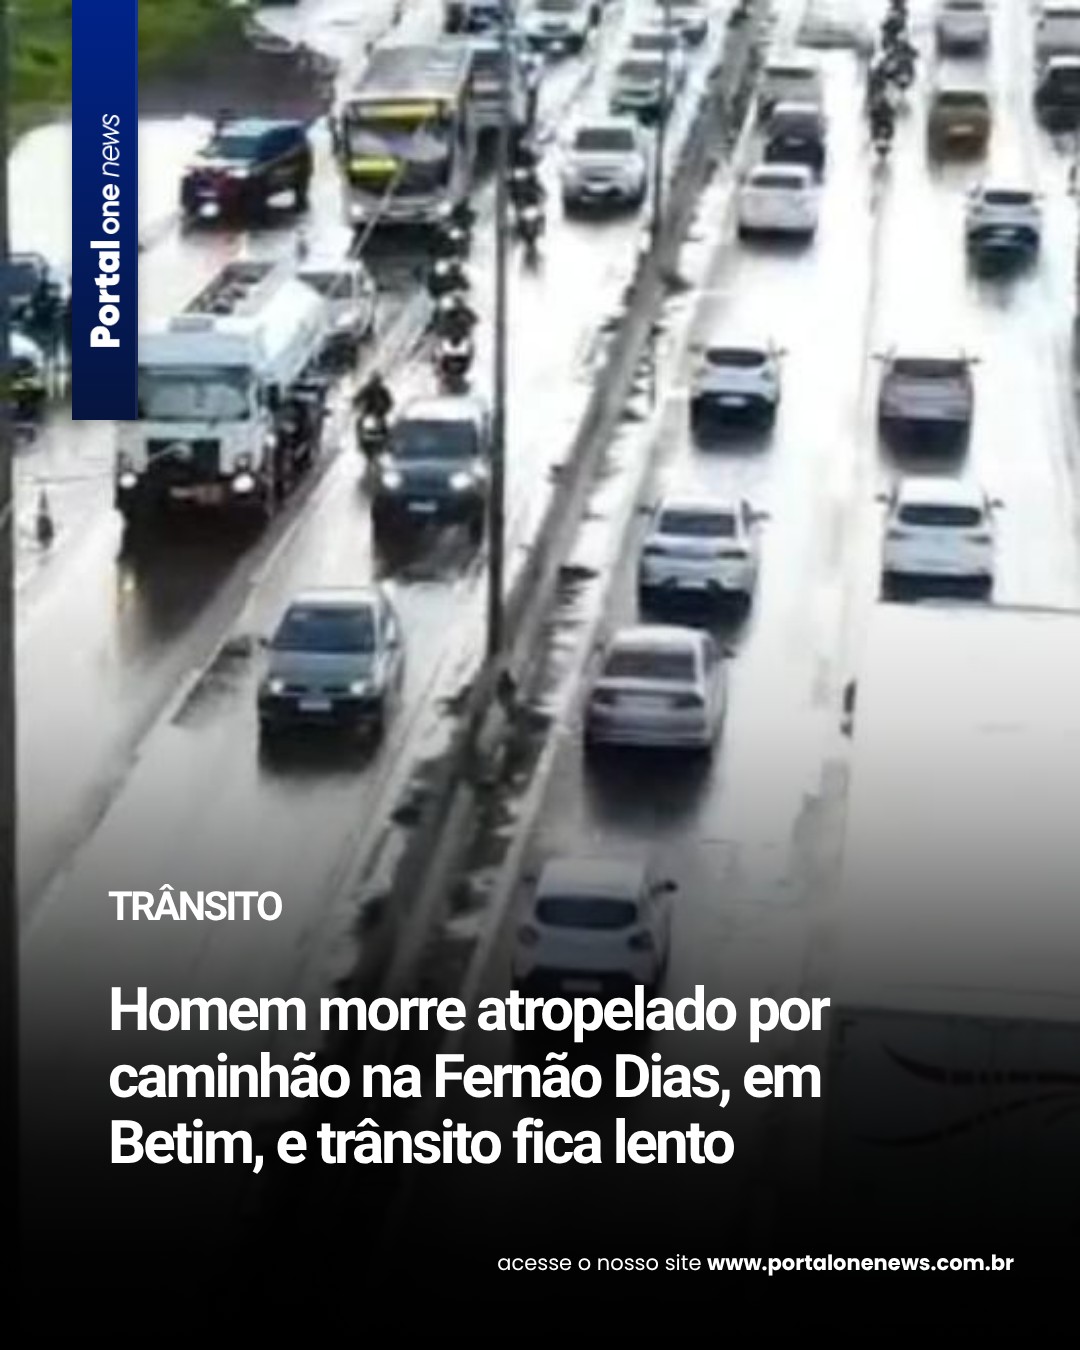 Portal one news
TRÂNSITO
Homem morre atropelado por
caminhão na Fernão Dias, em
Betim, e trânsito fica lento
acesse o nosso site www.portalonenews.com.br